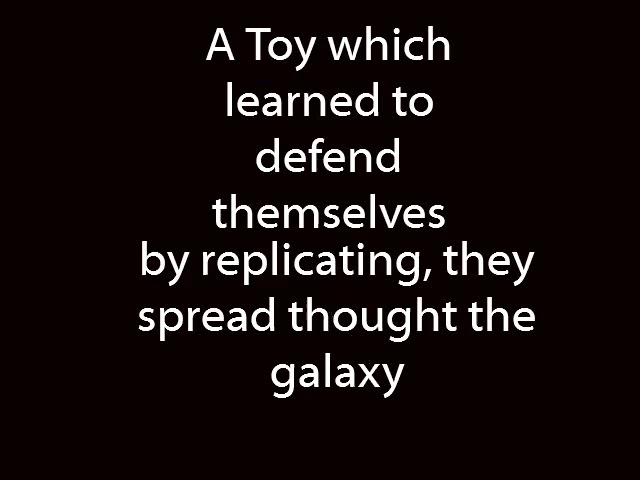 A Toy which
learned to
defend
themselves
by replicating, they
spread thought the
galaxy